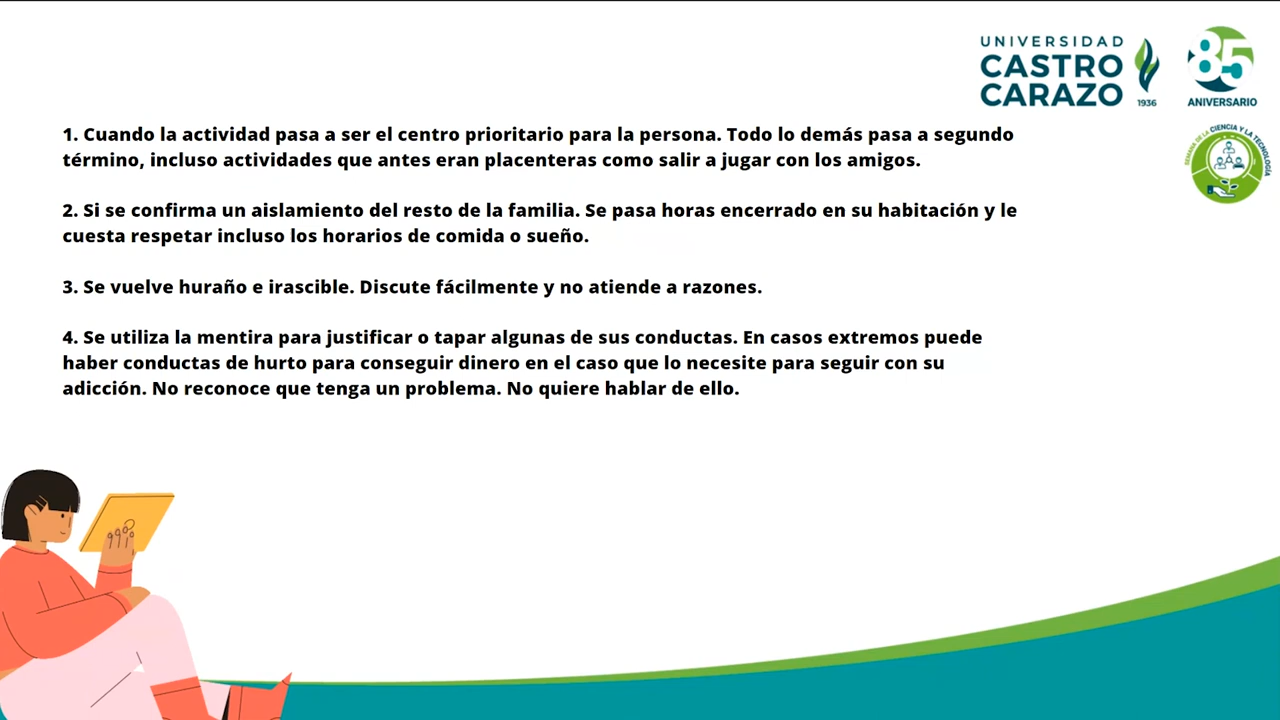 UNIVERSIDAD
CASTRO
CARAZO
1936
85
ANIVERSARIO
SEMANA DE LA CIENCIA Y LA TECNOLOGÍA
1. Cuando la actividad pasa a ser el centro prioritario para la persona. Todo lo demás pasa a segundo
término, incluso actividades que antes eran placenteras como salir a jugar con los amigos.
2. Si se confirma un aislamiento del resto de la familia. Se pasa horas encerrado en su habitación y le
cuesta respetar incluso los horarios de comida o sueño.
3. Se vuelve huraño e irascible. Discute fácilmente y no atiende a razones.
4. Se utiliza la mentira para justificar o tapar algunas de sus conductas. En casos extremos puede
haber conductas de hurto para conseguir dinero en el caso que lo necesite para seguir con su
adicción. No reconoce que tenga un problema. No quiere hablar de ello.